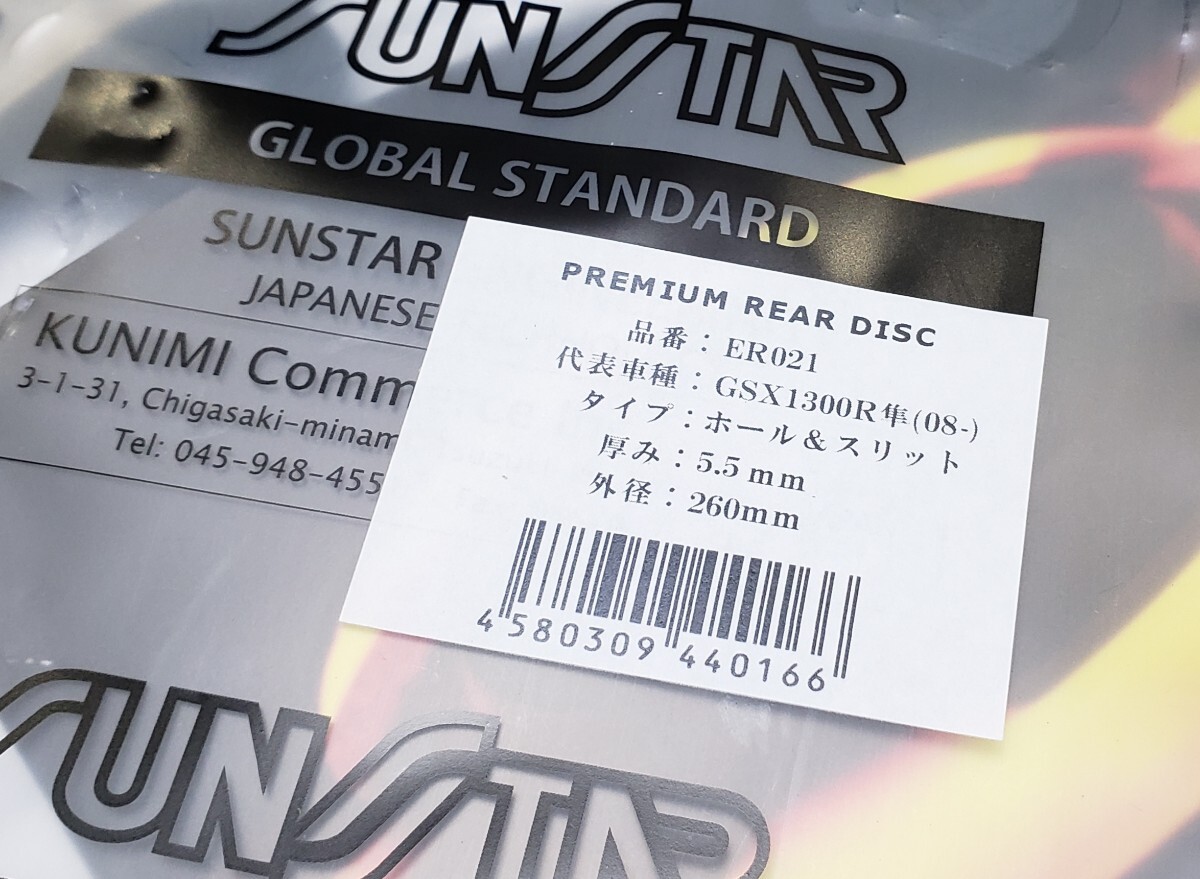 SUNSTAR
GLOBAL STANDARD
SUNSTAR
JAPANESE
KUNIMI Comm
3-1-31, Chigasaki-minam
Tel: 045-948-455
PREMIUM REAR DISC
品番：ER021
代表車種：GSX1300R隼(08-)
タイプ：ホール＆スリット
厚み：5.5mm
外径：260mm
4 580309 440166
SUNSTAR